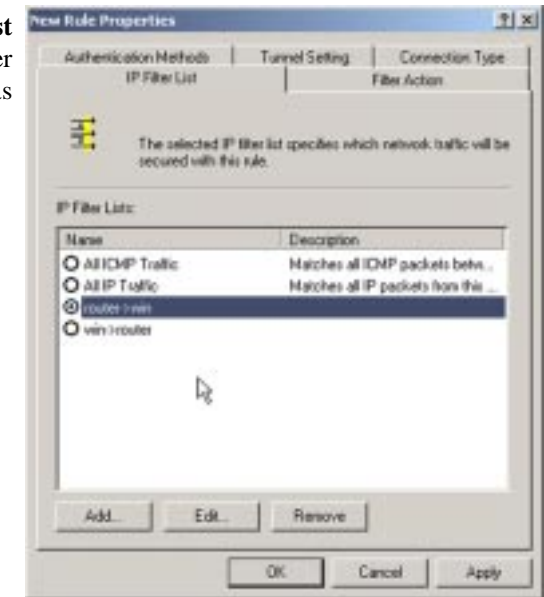 st
er
as
New Rule Properties
? X
Authentication Methods
Tunnel Setting
Connection Type
IP Filter List
Filter Action
The selected IP filter list specifies which network traffic will be
secured with this rule.
IP Filter Lists:
Name Description
All ICMP Traffic Matches all ICMP packets betw...
All IP Traffic Matches all IP packets from this ...
router->win
win->router
Add... Edit... Remove
OK Cancel Apply